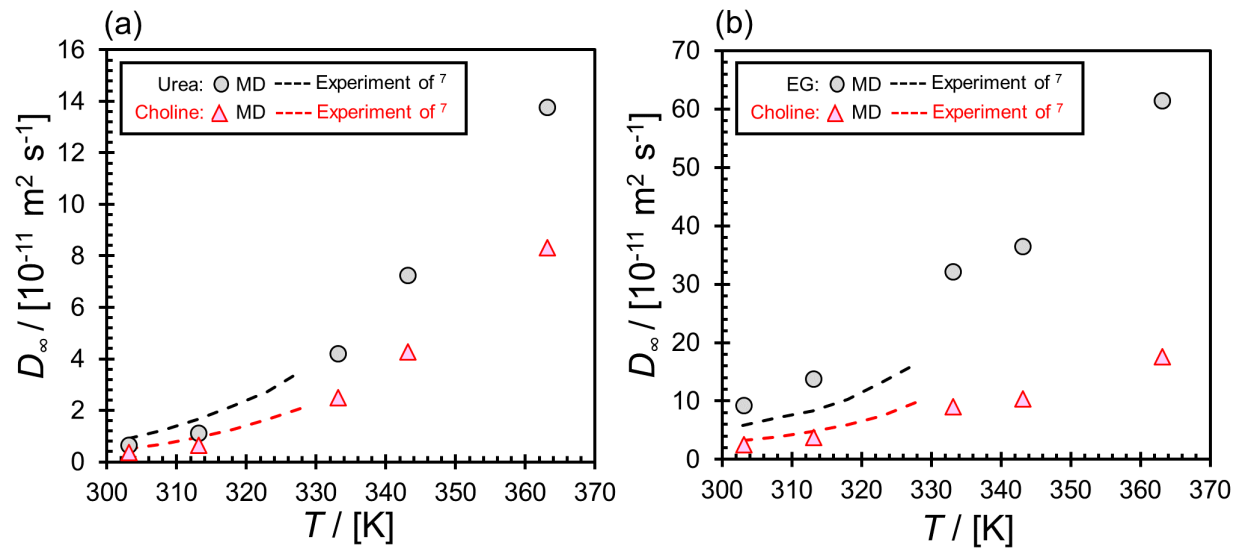 (a)
Urea: MD Experiment of 7
Choline: MD Experiment of 7
16
14
12
10
8
6
4
2
0
D∞ / [10⁻¹¹ m² s⁻¹]
300 310 320 330 340 350 360 370
T / [K]
(b)
EG: MD Experiment of 7
Choline: MD Experiment of 7
70
60
50
40
30
20
10
0
D∞ / [10⁻¹¹ m² s⁻¹]
300 310 320 330 340 350 360 370
T / [K]